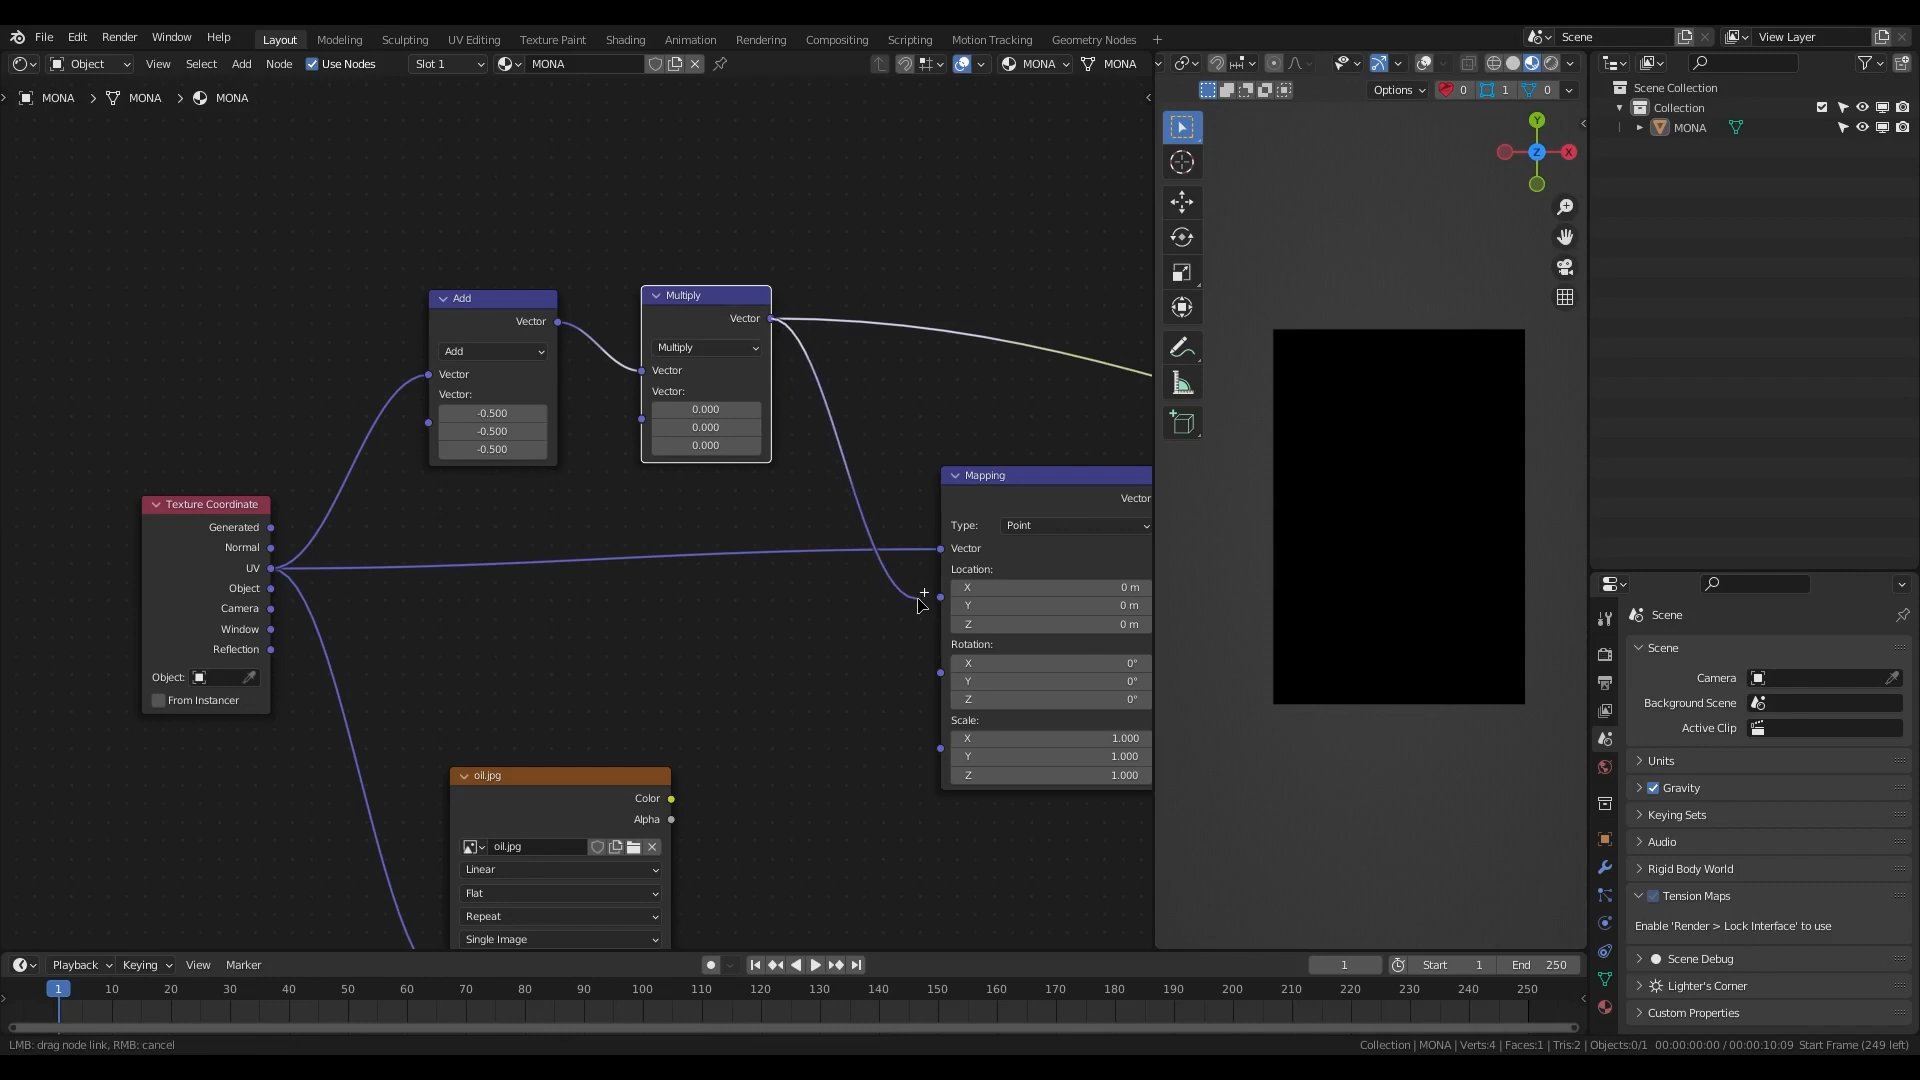 File Edit Render Window Help Layout Modeling Sculpting UV Editing Texture Paint Shading Animation Rendering Compositing Scripting Motion Tracking Geometry Nodes + Scene View Layer
Object View Select Add Node Use Nodes Slot 1 MONA MONA MONA
MONA > MONA > MONA
Options 0 1 0
Y
Z X
Scene Collection
Collection
MONA
Add
Vector
Add
Vector
Vector:
-0.500
-0.500
-0.500
Multiply
Vector
Multiply
Vector
Vector:
0.000
0.000
0.000
Texture Coordinate
Generated
Normal
UV
Object
Camera
Window
Reflection
Object:
From Instancer
Mapping
Vector
Type: Point
Vector
Location:
X 0 m
Y 0 m
Z 0 m
Rotation:
X 0°
Y 0°
Z 0°
Scale:
X 1.000
Y 1.000
Z 1.000
oil.jpg
Color
Alpha
oil.jpg
Linear
Flat
Repeat
Single Image
Scene
Scene
Camera
Background Scene
Active Clip
Units
Gravity
Keying Sets
Audio
Rigid Body World
Tension Maps
Enable 'Render > Lock Interface' to use
Scene Debug
Lighter's Corner
Custom Properties
Playback Keying View Marker 1 Start 1 End 250
1 10 20 30 40 50 60 70 80 90 100 110 120 130 140 150 160 170 180 190 200 210 220 230 240 250
LMB: drag node link, RMB: cancel
Collection | MONA | Verts:4 | Faces:1 | Tris:2 | Objects:0/1 00:00:00:00 / 00:00:10:09 Start Frame (249 left)